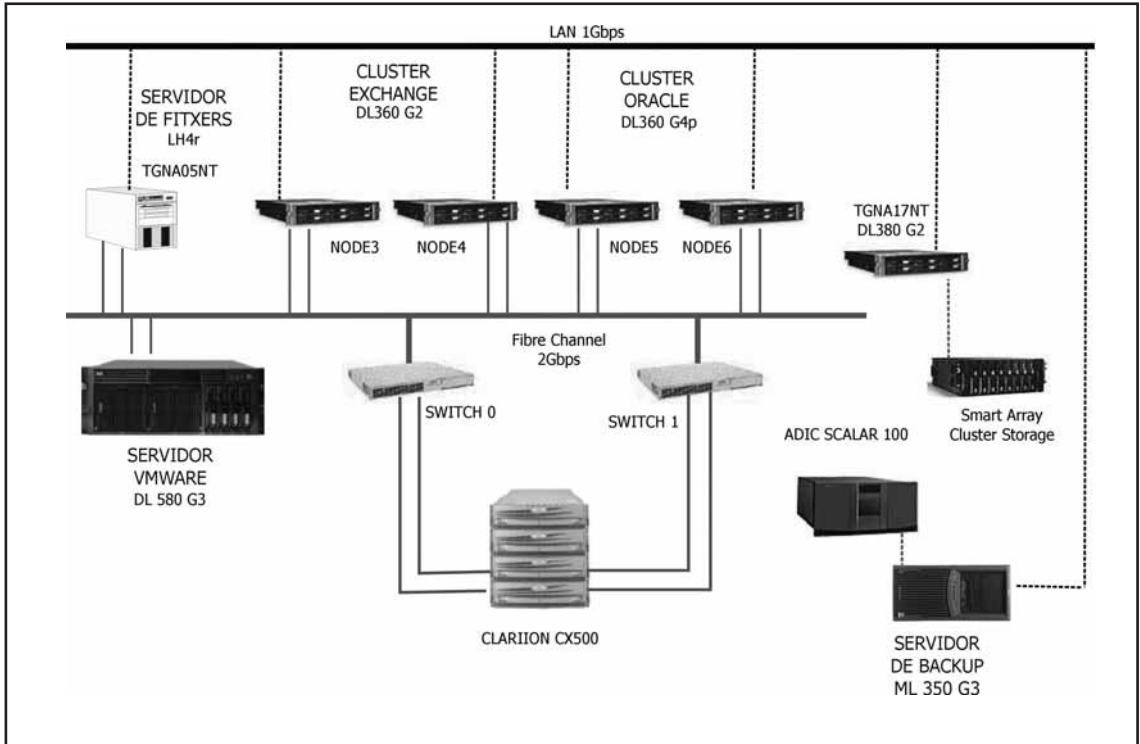 LAN 1Gbps
SERVIDOR
DE FITXERS
LH4r
TGNA05NT
CLUSTER
EXCHANGE
DL360 G2
CLUSTER
ORACLE
DL360 G4p
NODE3
NODE4
NODE5
NODE6
TGNA17NT
DL380 G2
Fibre Channel
2Gbps
SERVIDOR
VMWARE
DL 580 G3
SWITCH 0
SWITCH 1
Smart Array
Cluster Storage
ADIC SCALAR 100
CLARIION CX500
SERVIDOR
DE BACKUP
ML 350 G3